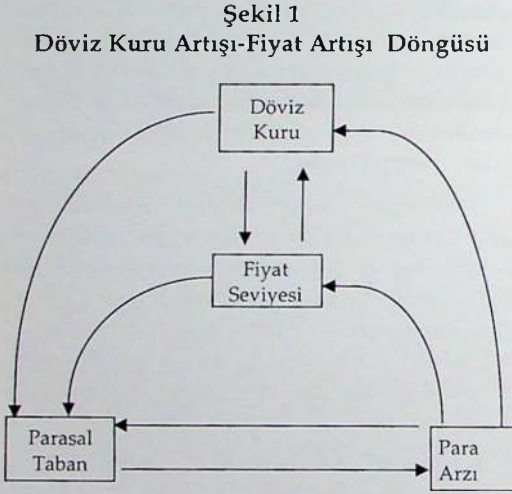 Şekil 1
Döviz Kuru Artışı-Fiyat Artışı Döngüsü
Döviz
Kuru
Fiyat
Seviyesi
Parasal
Taban
Para
Arzı